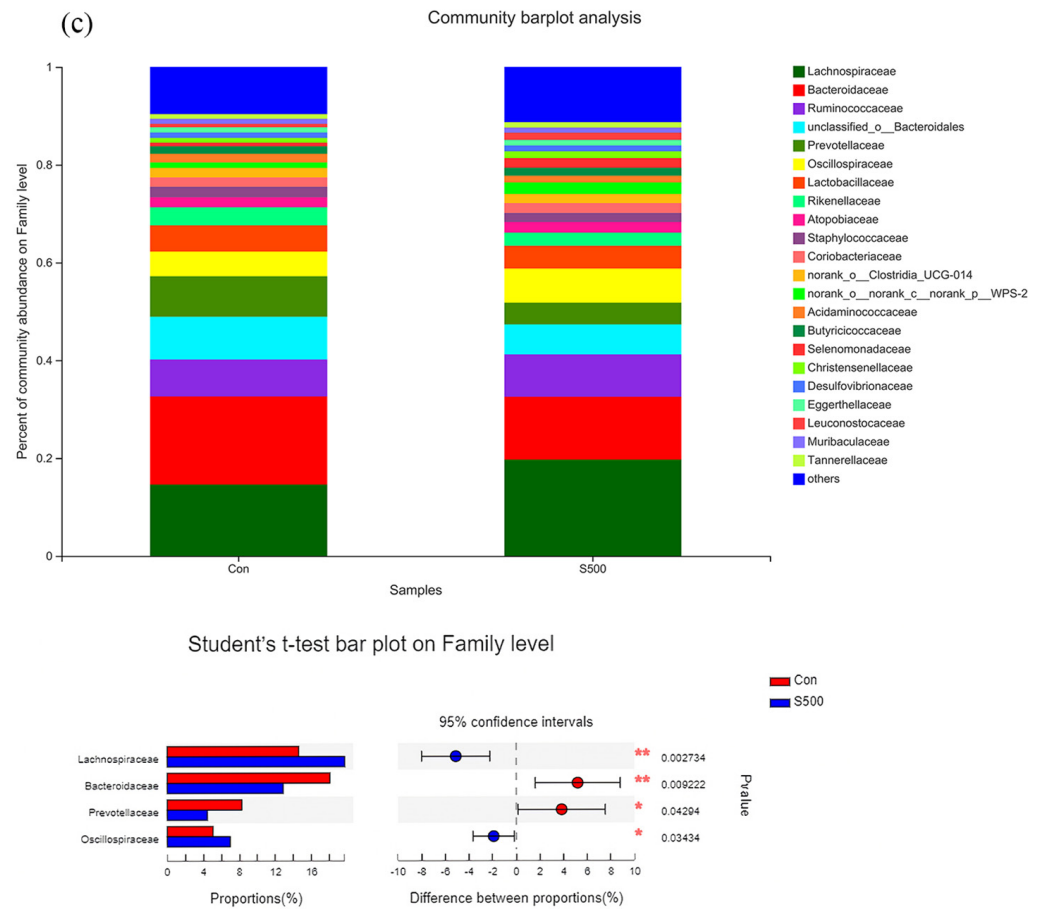 (c)
Community barplot analysis
Percent of community abundance on Family level
1
0.8
0.6
0.4
0.2
0
Con
S500
Samples
Lachnospiraceae
Bacteroidaceae
Ruminococcaceae
unclassified_o__Bacteroidales
Prevotellaceae
Oscillospiraceae
Lactobacillaceae
Rikenellaceae
Atopobiaceae
Staphylococcaceae
Coriobacteriaceae
norank_o__Clostridia_UCG-014
norank_o__norank_c__norank_p__WPS-2
Acidaminococcaceae
Butyricicoccaceae
Selenomonadaceae
Christensenellaceae
Desulfovibrionaceae
Eggerthellaceae
Leuconostocaceae
Muribaculaceae
Tannerellaceae
others
Student's t-test bar plot on Family level
Con
S500
95% confidence intervals
Lachnospiraceae
** 0.002734
Bacteroidaceae
** 0.009222
Prevotellaceae
* 0.04294
Oscillospiraceae
* 0.03434
Pvalue
0 4 8 12 16
-10 -8 -6 -4 -2 0 2 4 6 8 10
Proportions(%)
Difference between proportions(%)